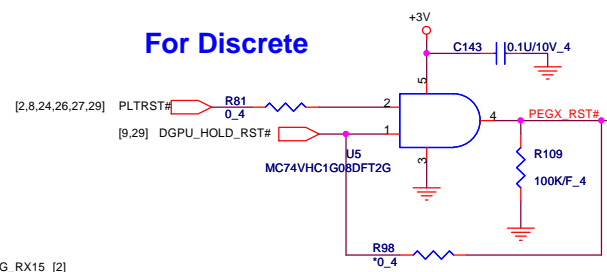 For Discrete
+3V
C143 0.1U/10V_4
5
[2,8,24,26,27,29] PLTRST# R81 2
0_4
4 PEGX_RST#
[9,29] DGPU_HOLD_RST# 1
U5
MC74VHC1G08DFT2G
3
R109
100K/F_4
R98
*0_4
G_RX15 [2]